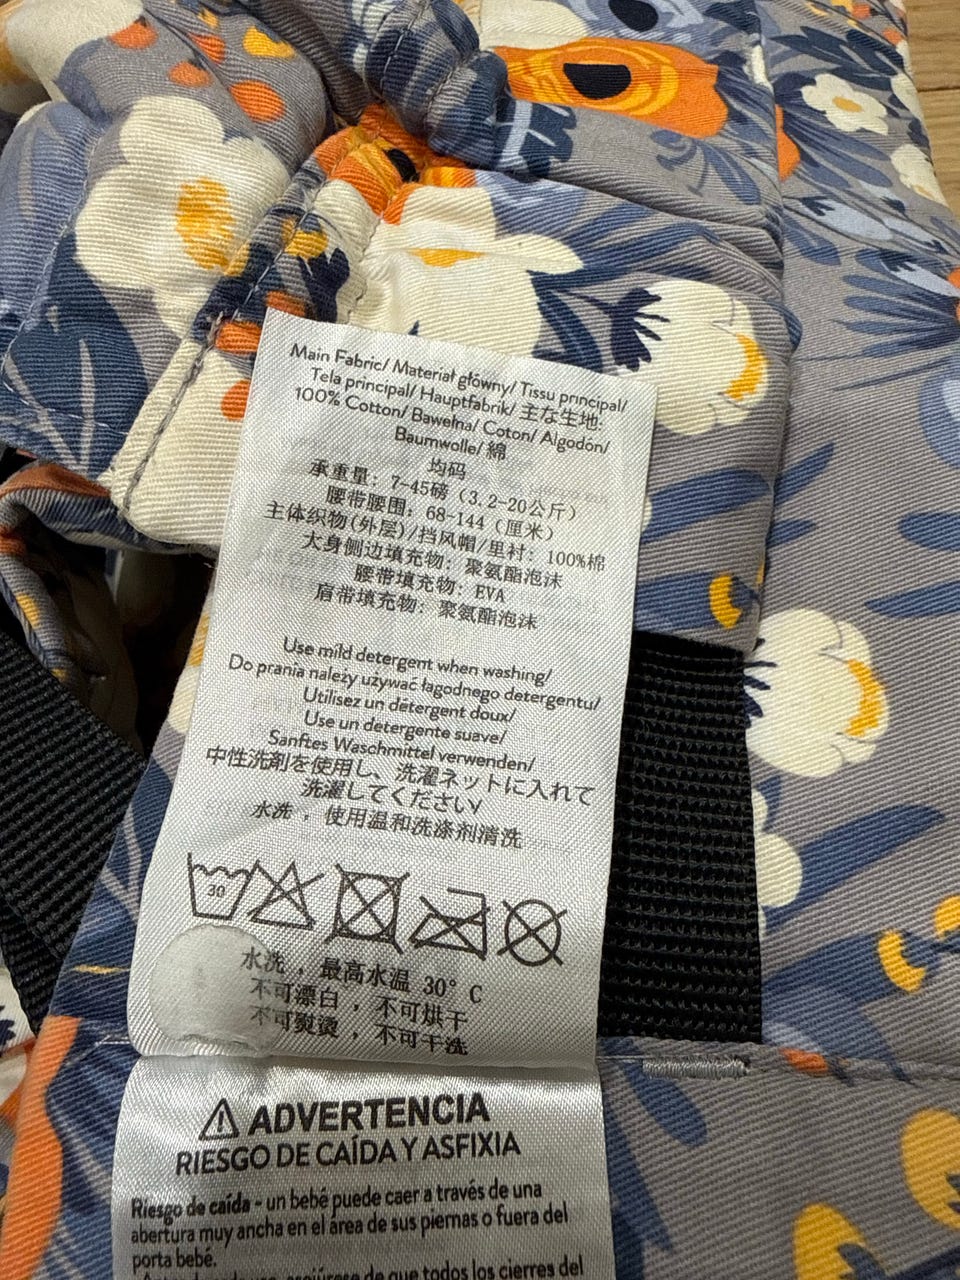 Main Fabric/ Materiał główny/ Tissu principal/
Tela principal/ Hauptfabrik/ 主な生地:
100% Cotton/ Bawełna/ Coton/ Algodón/
Baumwolle/ 綿
均码
承重量: 7-45磅 (3.2-20公斤)
腰带腰围: 68-144 (厘米)
主体织物(外层)/挡风帽/里衬: 100%棉
大身侧边填充物: 聚氨酯泡沫
腰带填充物: EVA
肩带填充物: 聚氨酯泡沫
Use mild detergent when washing/
Do prania należy używać łagodnego detergentu/
Utilisez un détergent doux/
Use un detergente suave/
Sanftes Waschmittel verwenden/
中性洗剤を使用し、洗濯ネットに入れて
洗濯してください/
水洗，使用温和洗涤剂清洗
30
水洗，最高水温 30° C
不可漂白，不可烘干
不可熨烫，不可干洗
ADVERTENCIA
RIESGO DE CAÍDA Y ASFIXIA
Riesgo de caída - un bebé puede caer a través de una
abertura muy ancha en el área de sus piernas o fuera del
porta bebé.
asegúrese de que todos los cierres del